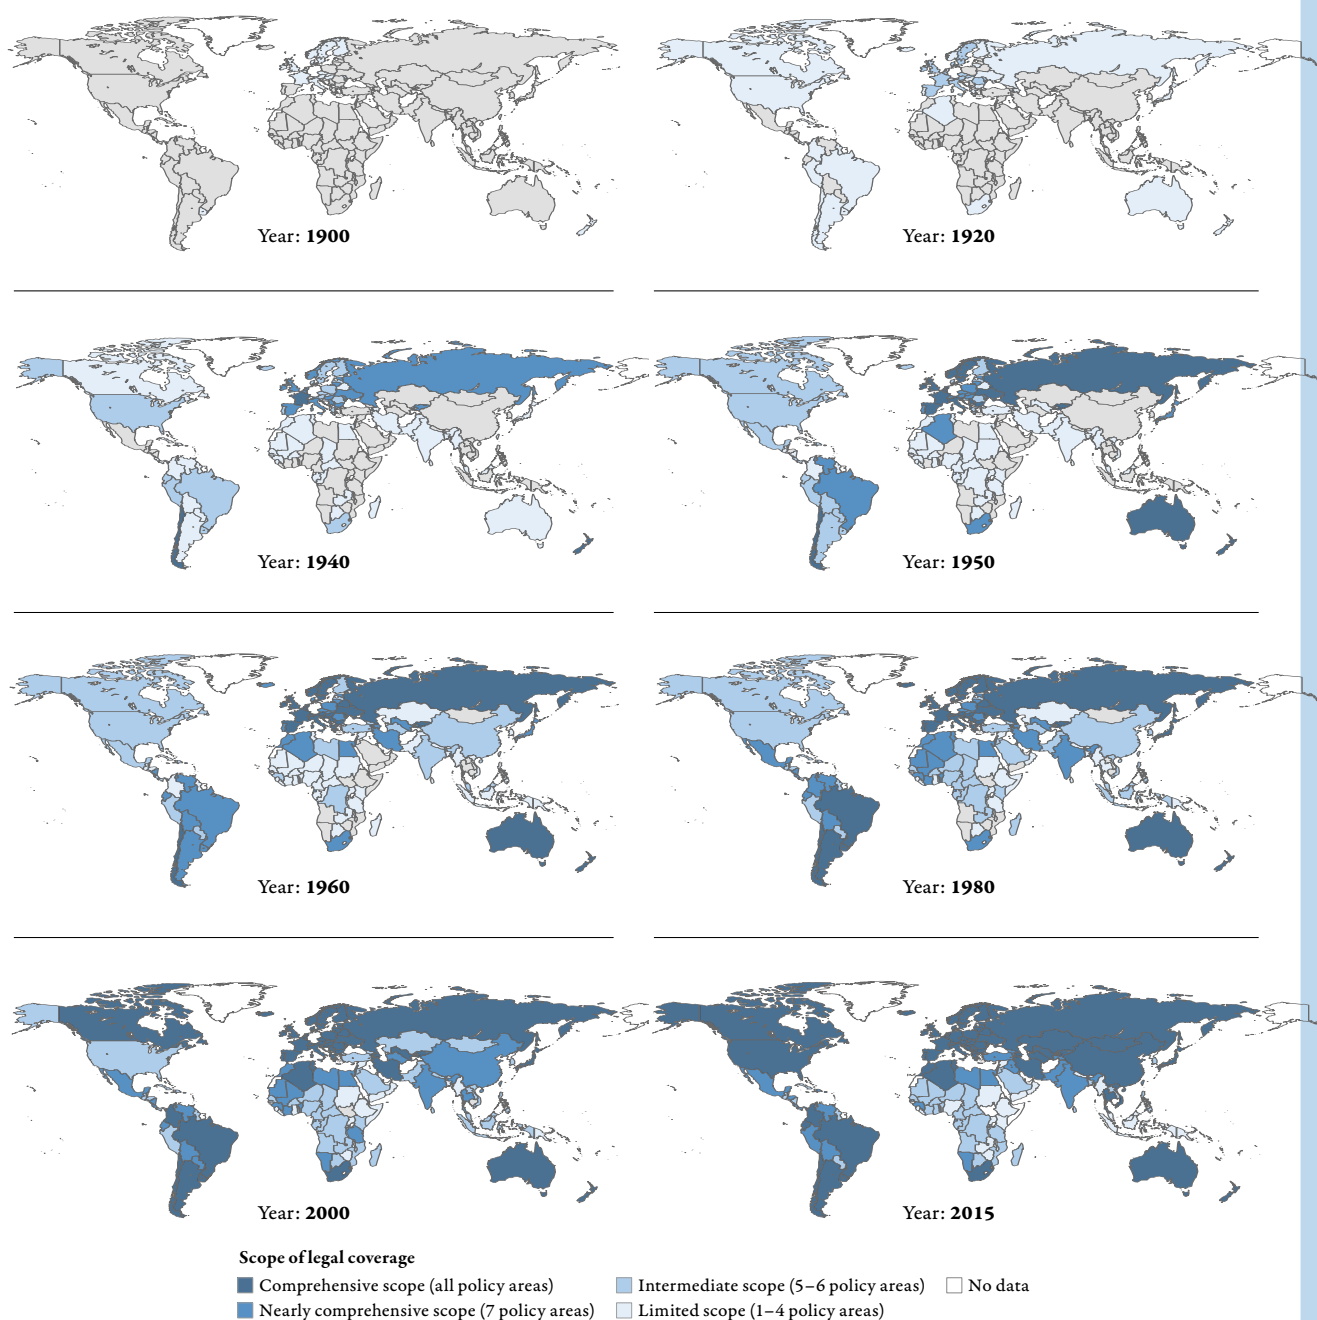 Year: 1900
Year: 1920
Year: 1940
Year: 1950
Year: 1960
Year: 1980
Year: 2000
Year: 2015
Scope of legal coverage
Comprehensive scope (all policy areas)
Intermediate scope (5–6 policy areas)
No data
Nearly comprehensive scope (7 policy areas)
Limited scope (1–4 policy areas)